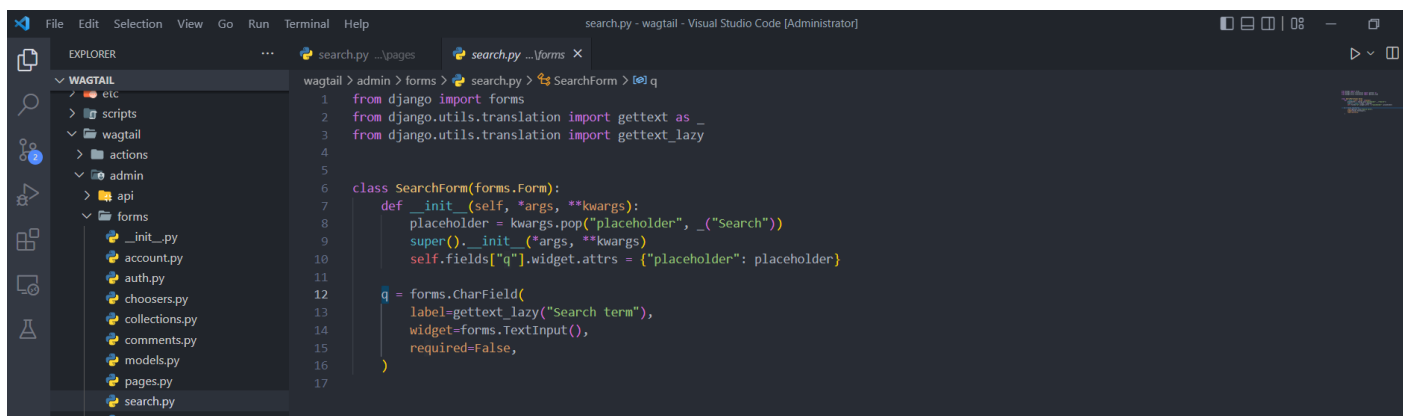 File Edit Selection View Go Run Terminal Help
search.py - wagtail - Visual Studio Code [Administrator]
EXPLORER
WAGTAIL
etc
scripts
wagtail
actions
admin
api
forms
__init__.py
account.py
auth.py
choosers.py
collections.py
comments.py
models.py
pages.py
search.py
2
search.py ...\pages
search.py ...\forms
wagtail > admin > forms > search.py > SearchForm > q
1 from django import forms
2 from django.utils.translation import gettext as _
3 from django.utils.translation import gettext_lazy
4
5
6 class SearchForm(forms.Form):
7     def __init__(self, *args, **kwargs):
8         placeholder = kwargs.pop("placeholder", _("Search"))
9         super().__init__(*args, **kwargs)
10         self.fields["q"].widget.attrs = {"placeholder": placeholder}
11
12     q = forms.CharField(
13         label=gettext_lazy("Search term"),
14         widget=forms.TextInput(),
15         required=False,
16     )
17